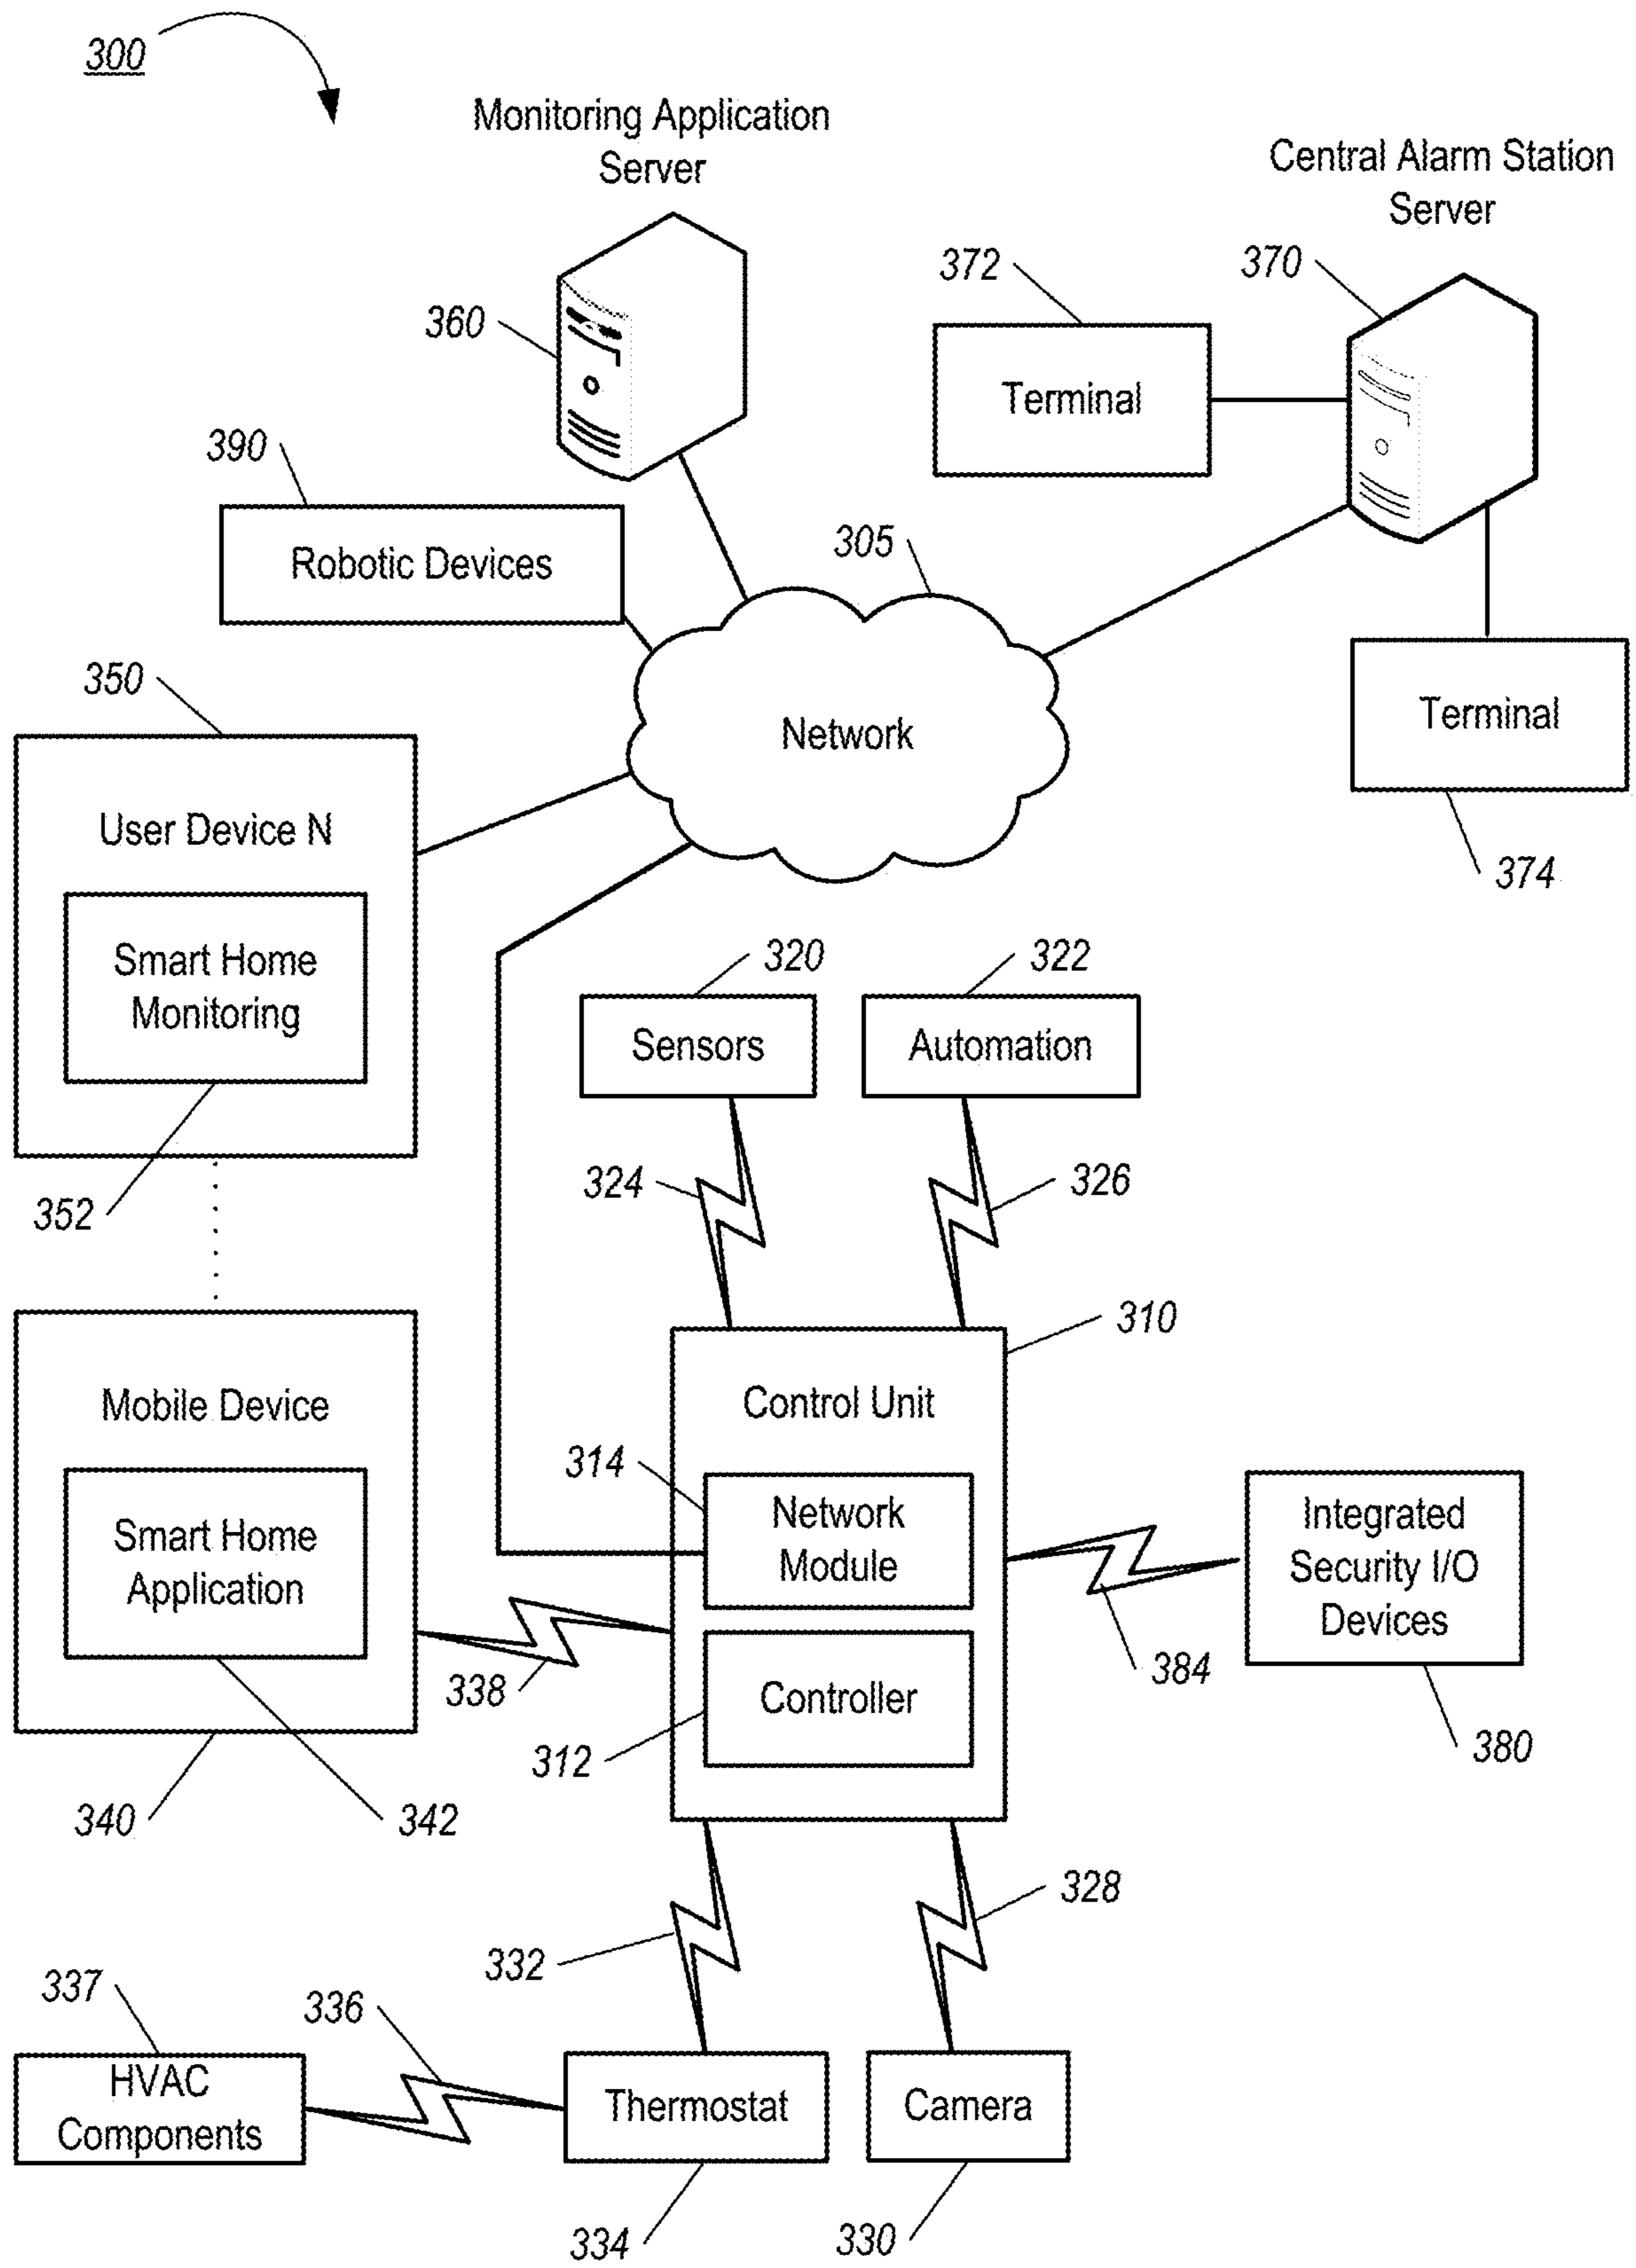 300
Monitoring Application
Server
Central Alarm Station
Server
372
370
360
Terminal
390
305
Robotic Devices
350
Network
Terminal
374
User Device N
Smart Home
Monitoring
352
320
322
Sensors
Automation
324
326
310
Mobile Device
Control Unit
314
Network
Module
Integrated
Security I/O
Devices
Smart Home
Application
338
384
Controller
312
380
340
342
328
332
337
336
HVAC
Components
Thermostat
Camera
334
330